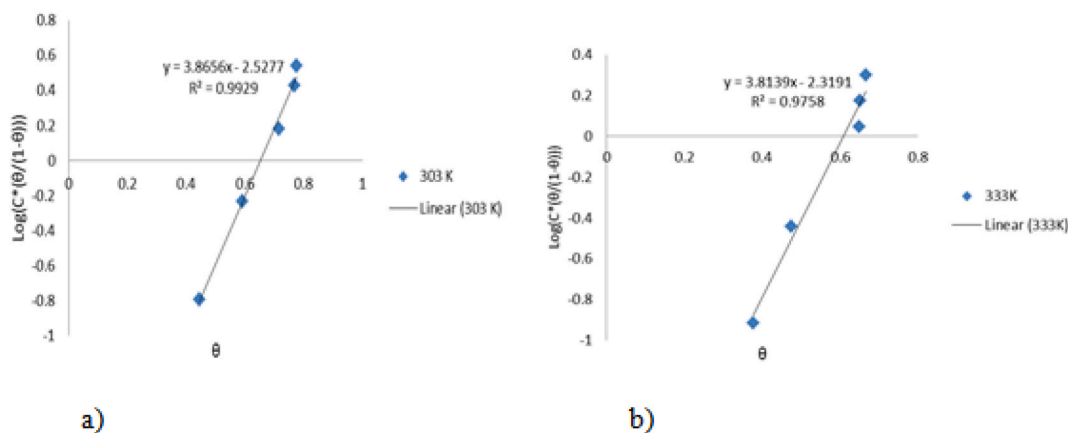 0.8
0.6
0.4
0.2
0
-0.2
-0.4
-0.6
-0.8
-1
Log(C*(θ/(1-θ)))
y = 3.8656x - 2.5277
R² = 0.9929
0 0.2 0.4 0.6 0.8 1
θ
303 K
Linear (303 K)
a)
0.4
0.2
0
-0.2
-0.4
-0.6
-0.8
-1
Log(C*(θ/(1-θ)))
y = 3.8139x - 2.3191
R² = 0.9758
0 0.2 0.4 0.6 0.8
θ
333K
Linear (333K)
b)